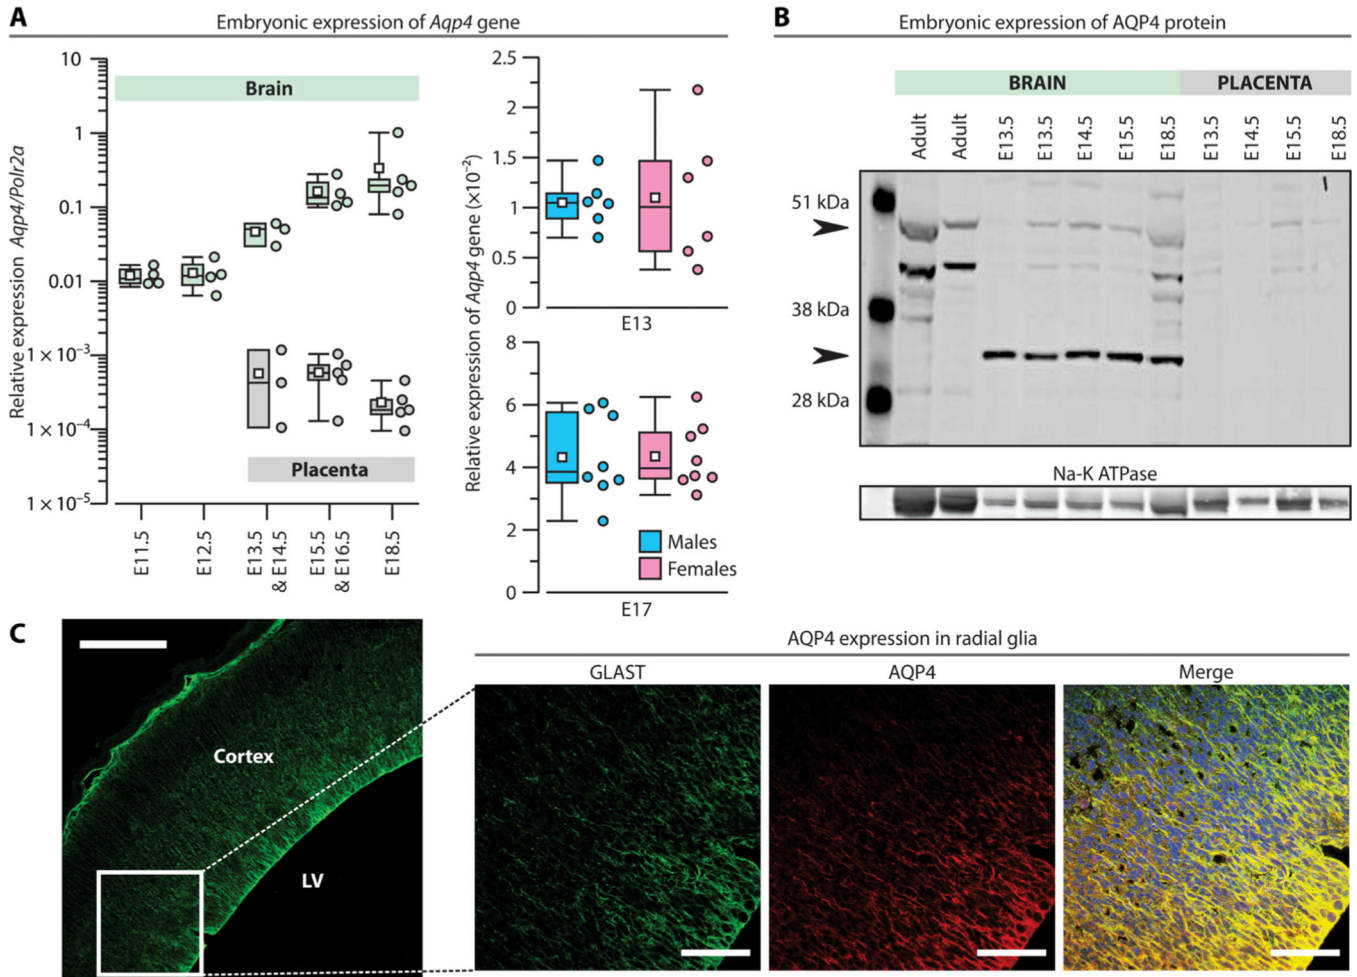 A
Embryonic expression of Aqp4 gene
Relative expression Aqp4/Polr2a
10
1
0.1
0.01
1 × 10⁻³
1 × 10⁻⁴
1 × 10⁻⁵
Brain
Placenta
E11.5
E12.5
E13.5
& E14.5
E15.5
& E16.5
E18.5
Relative expression of Aqp4 gene (×10⁻²)
2.5
2
1.5
1
0.5
0
E13
8
6
4
2
0
Males
Females
E17
B
Embryonic expression of AQP4 protein
BRAIN
PLACENTA
Adult
Adult
E13.5
E13.5
E14.5
E15.5
E18.5
E13.5
E14.5
E15.5
E18.5
51 kDa
38 kDa
28 kDa
Na-K ATPase
C
Cortex
LV
AQP4 expression in radial glia
GLAST
AQP4
Merge